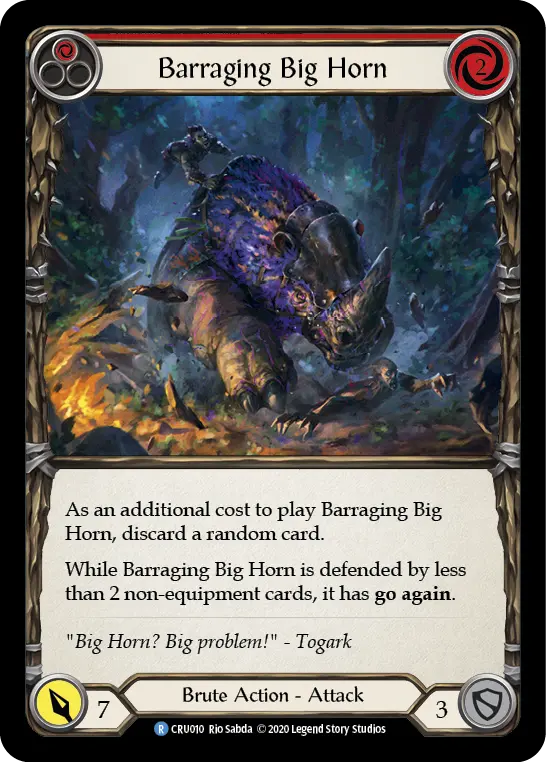 Barraging Big Horn
2
As an additional cost to play Barraging Big
Horn, discard a random card.
While Barraging Big Horn is defended by less
than 2 non-equipment cards, it has go again.
"Big Horn? Big problem!" - Togark
7
Brute Action - Attack
3
R CRU010 Rio Sabda © 2020 Legend Story Studios